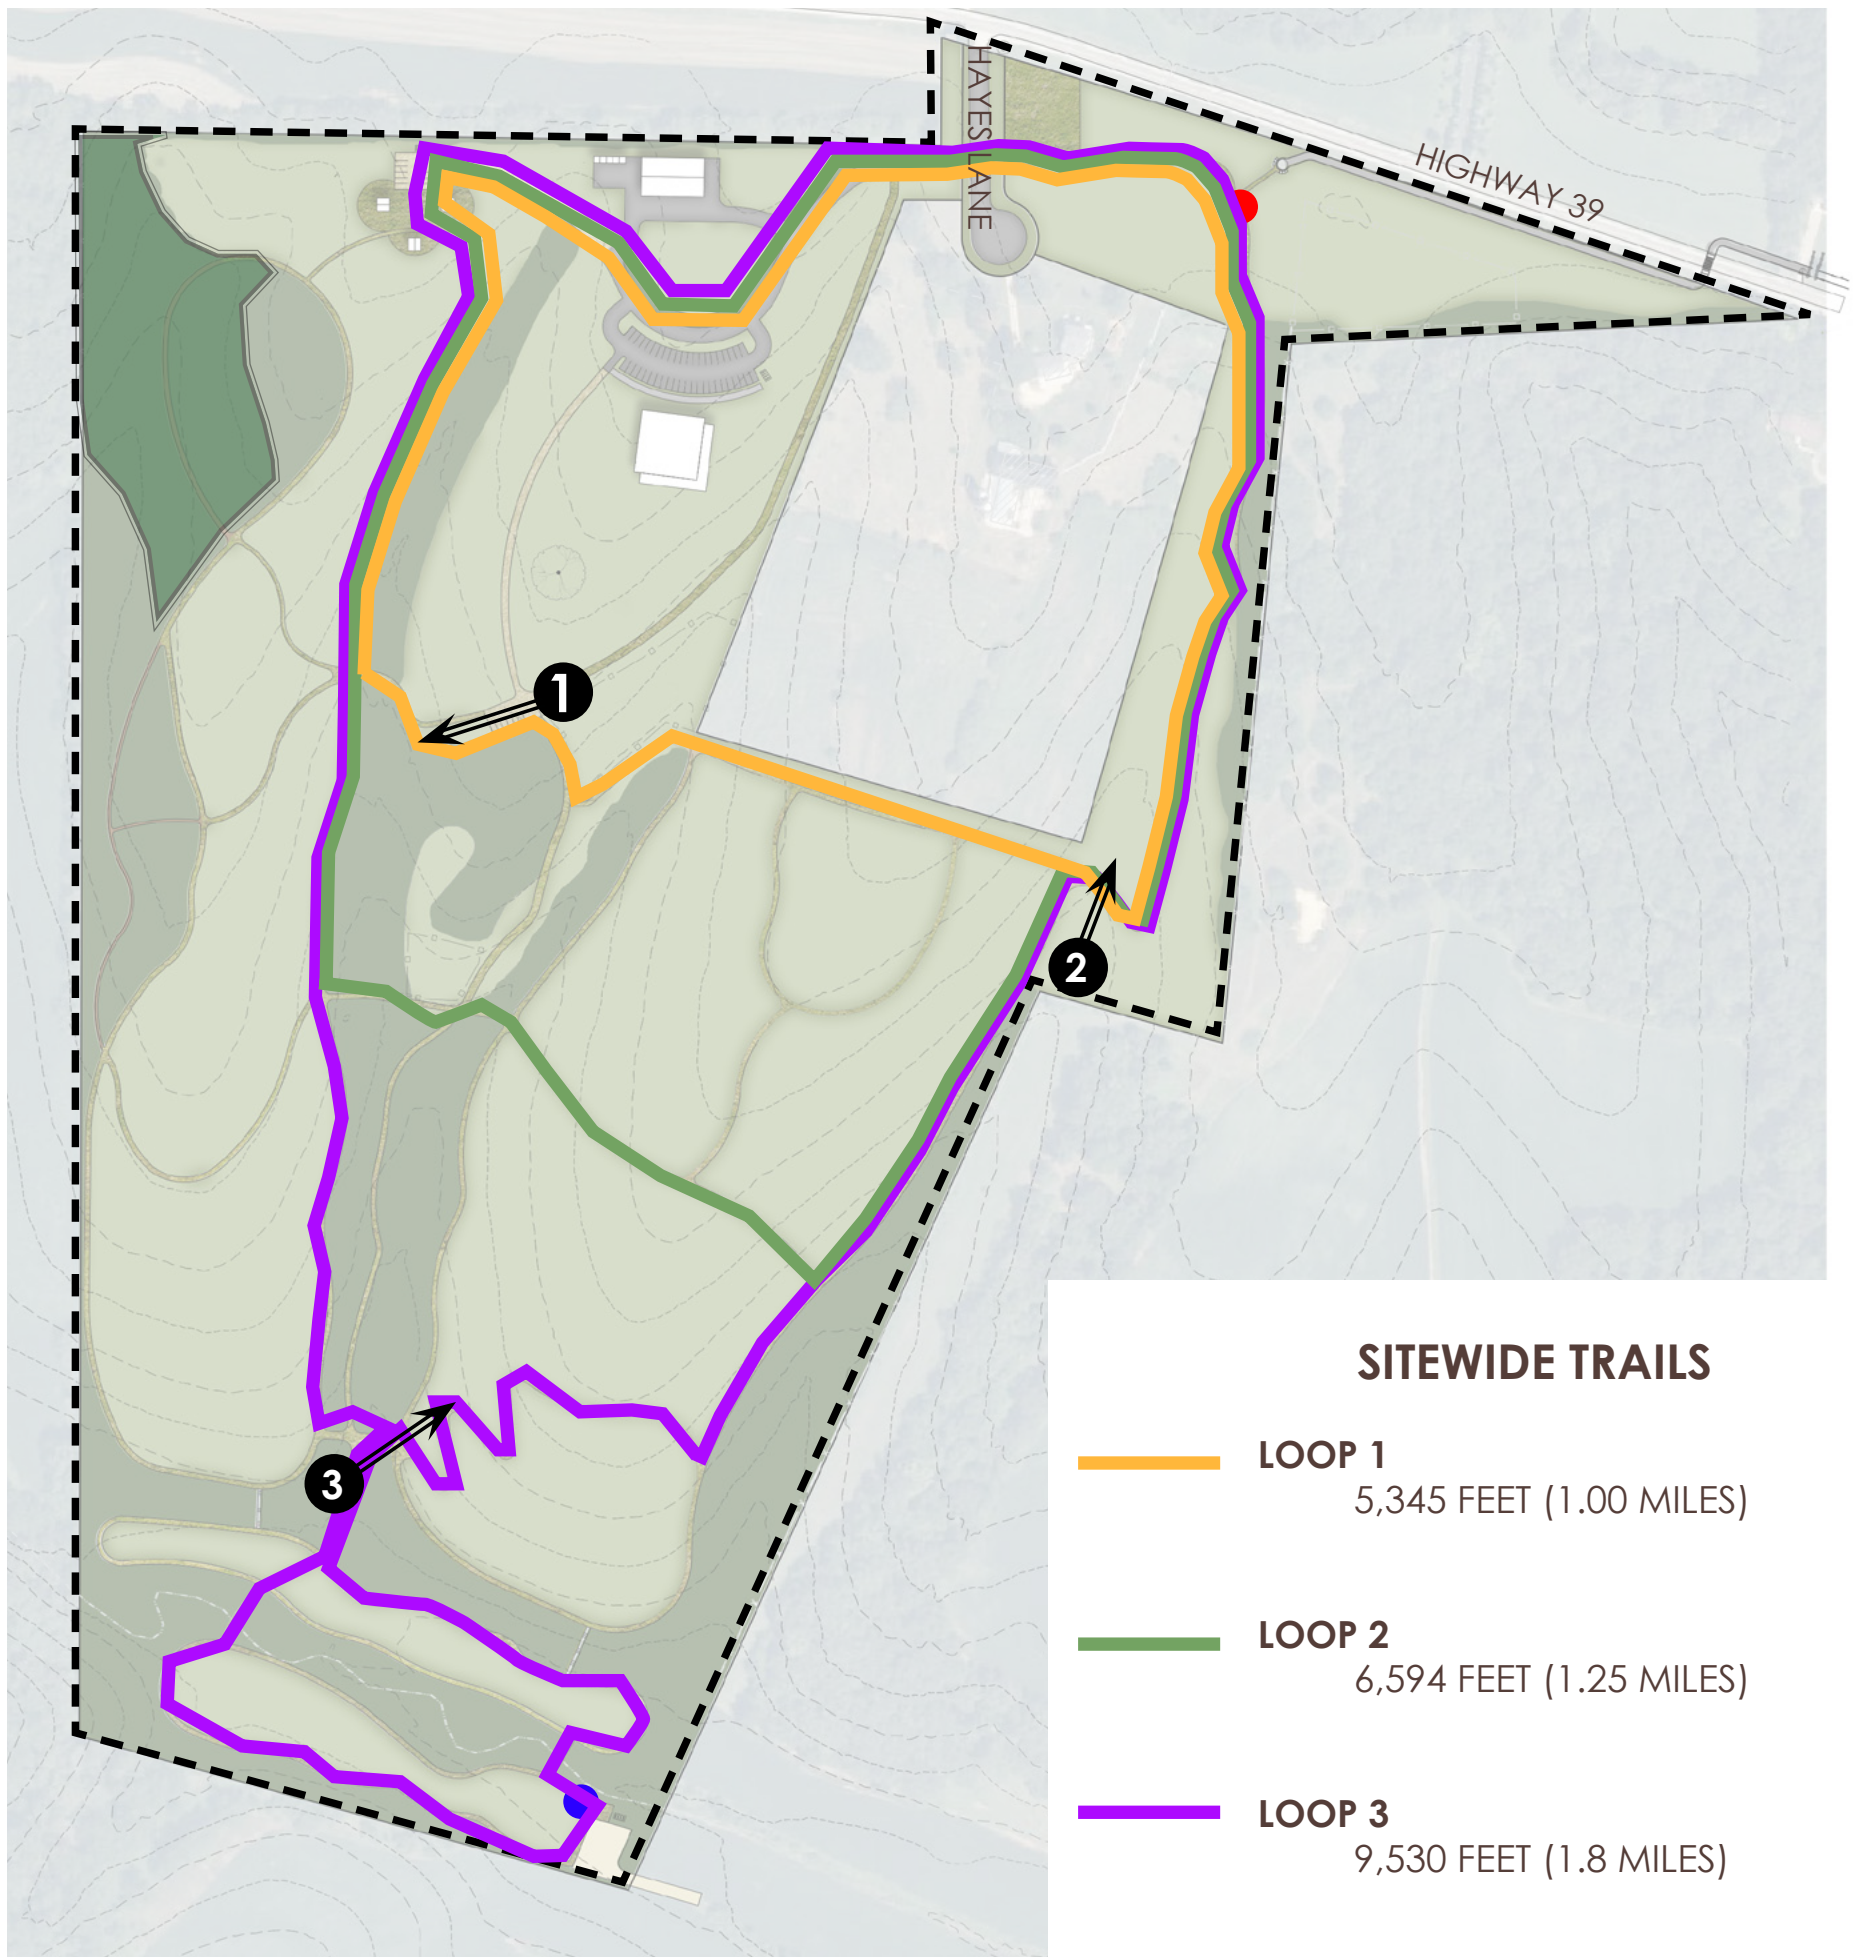 HAYES LANE
HIGHWAY 39
1
2
3
SITEWIDE TRAILS
LOOP 1
5,345 FEET (1.00 MILES)
LOOP 2
6,594 FEET (1.25 MILES)
LOOP 3
9,530 FEET (1.8 MILES)